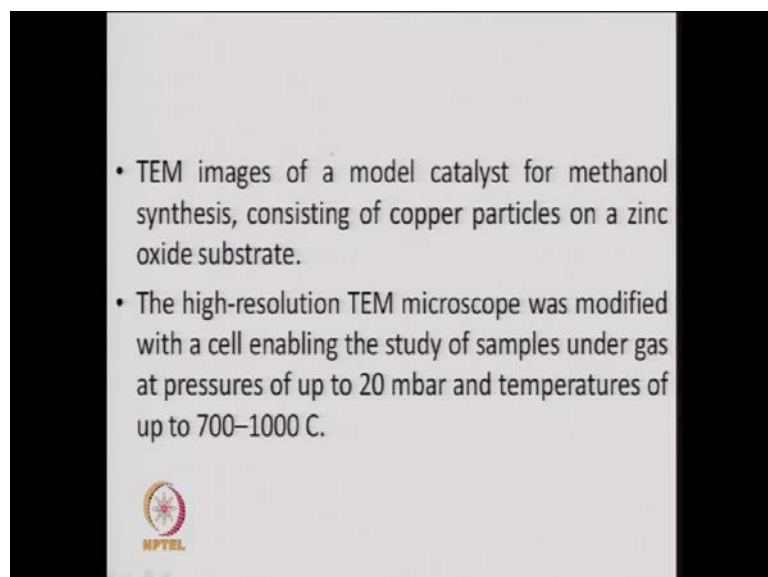 • TEM images of a model catalyst for methanol
synthesis, consisting of copper particles on a zinc
oxide substrate.
• The high-resolution TEM microscope was modified
with a cell enabling the study of samples under gas
at pressures of up to 20 mbar and temperatures of
up to 700–1000 C.
NPTEL